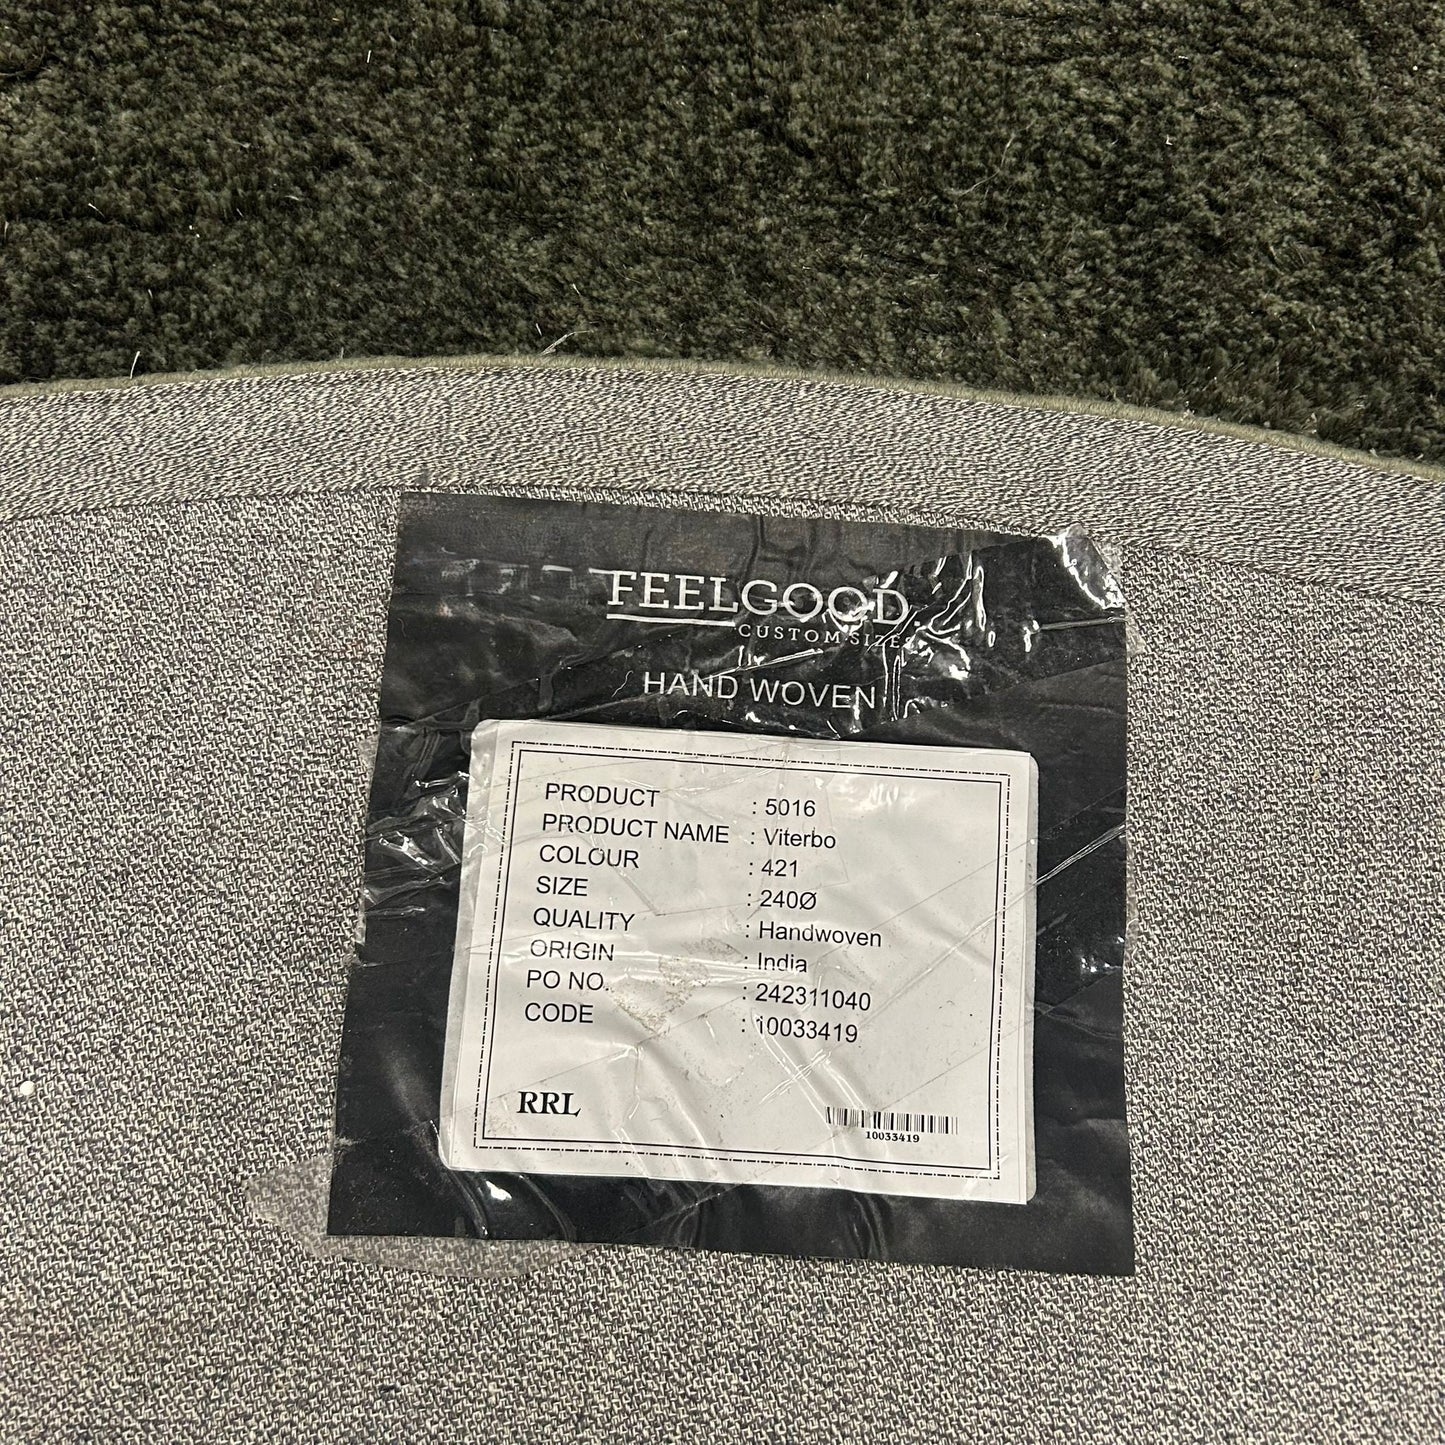 FEELGOOD.
CUSTOM SIZES
HAND WOVEN
PRODUCT : 5016
PRODUCT NAME : Viterbo
COLOUR : 421
SIZE : 240Ø
QUALITY : Handwoven
ORIGIN : India
PO NO. : 242311040
CODE : 10033419
RRL
10033419